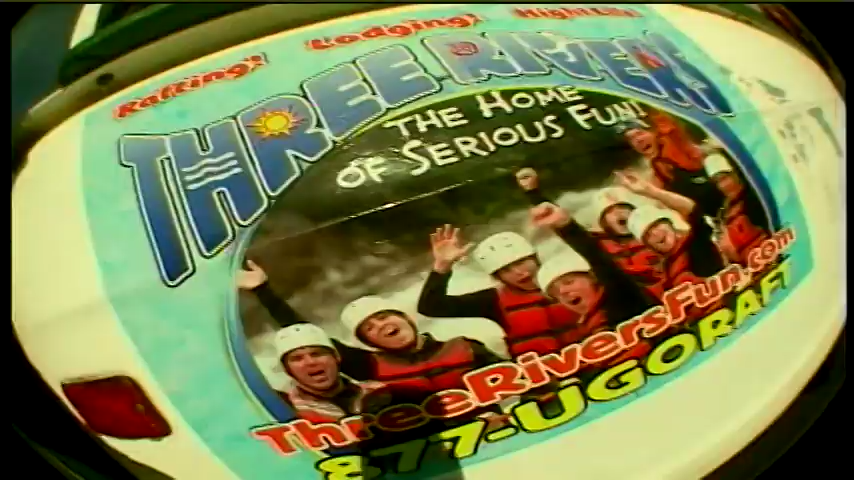 Rafting! Lodging! Nightlife!
THREE RIVERS
THE HOME
OF SERIOUS FUN!
ThreeRiversFun.com
877-UGORAFT